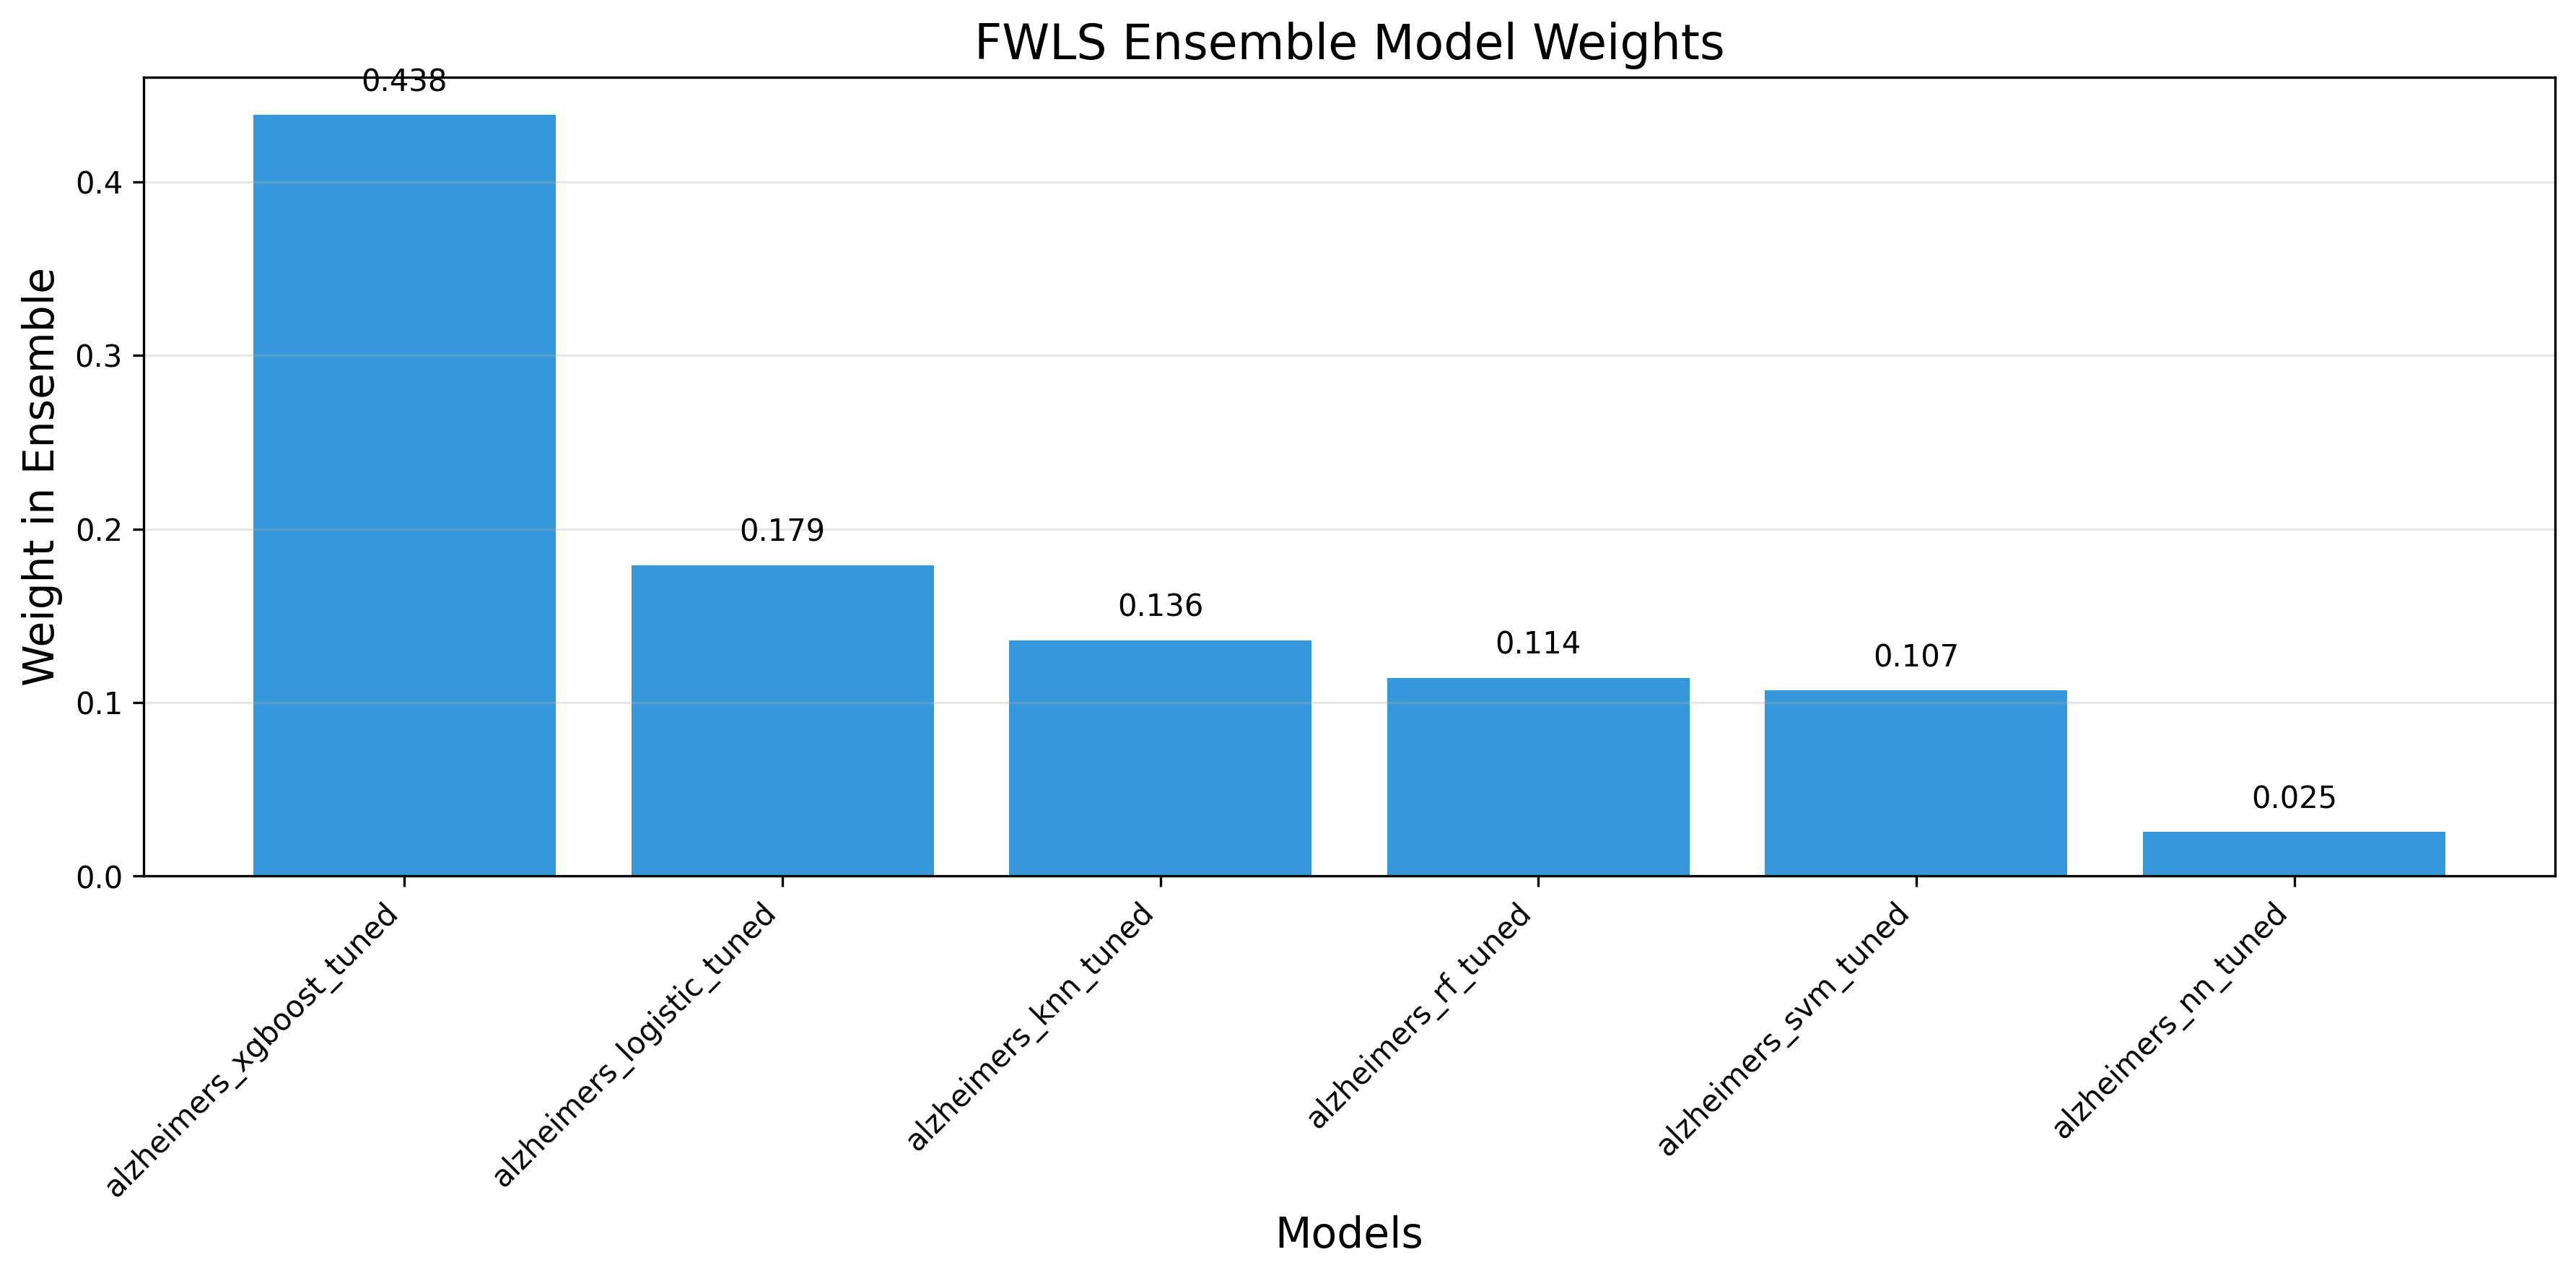 FWLS Ensemble Model Weights
Weight in Ensemble
0.4
0.3
0.2
0.1
0.0
0.438
0.179
0.136
0.114
0.107
0.025
alzheimers_xgboost_tuned
alzheimers_logistic_tuned
alzheimers_knn_tuned
alzheimers_rf_tuned
alzheimers_svm_tuned
alzheimers_nn_tuned
Models